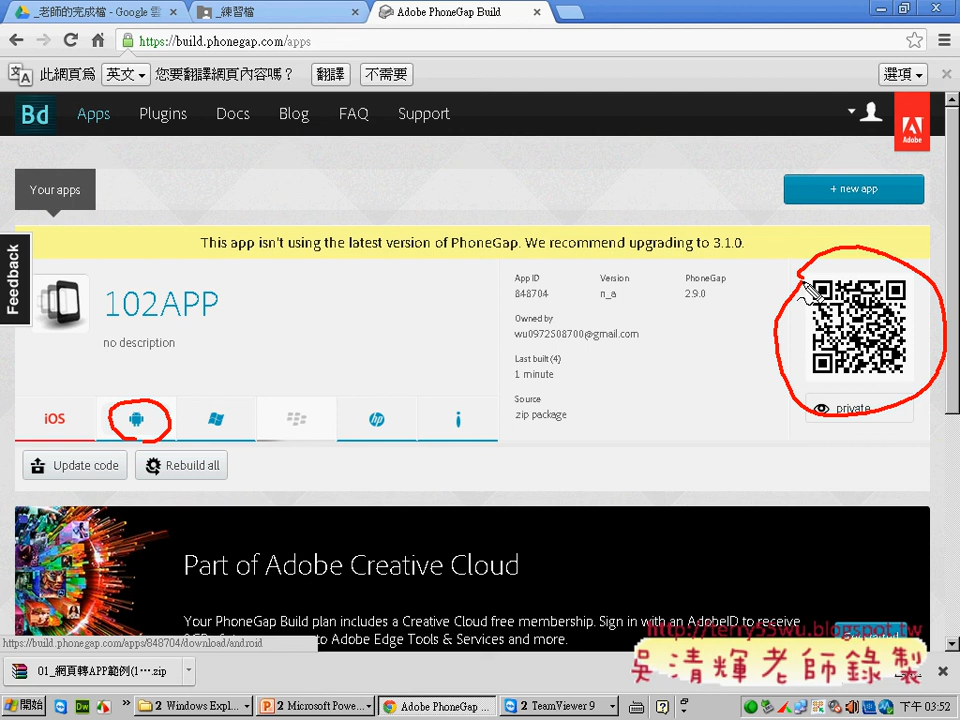 _老師的完成檔 - Google 雲
_練習檔
Adobe PhoneGap Build
https://build.phonegap.com/apps
此網頁為 英文 您要翻譯網頁內容嗎？ 翻譯 不需要 選項
Bd Apps Plugins Docs Blog FAQ Support
Adobe
Your apps
+ new app
This app isn't using the latest version of PhoneGap. We recommend upgrading to 3.1.0.
Feedback
102APP
no description
App ID Version PhoneGap
848704 n_a 2.9.0
Owned by
wu0972508700@gmail.com
Last built (4)
1 minute
Source
.zip package
private
iOS
Update code Rebuild all
Part of Adobe Creative Cloud
Your PhoneGap Build plan includes a Creative Cloud free membership. Sign in with an AdobeID to receive
to Adobe Edge Tools & Services and more.
https://build.phonegap.com/apps/848704/download/android
http://terry55wu.blogspot.tw
吳清輝老師錄製
01_網頁轉APP範例(1....zip
開始 2 Windows Expl... 2 Microsoft Powe... Adobe PhoneGap ... 2 TeamViewer 9 下午 03:52